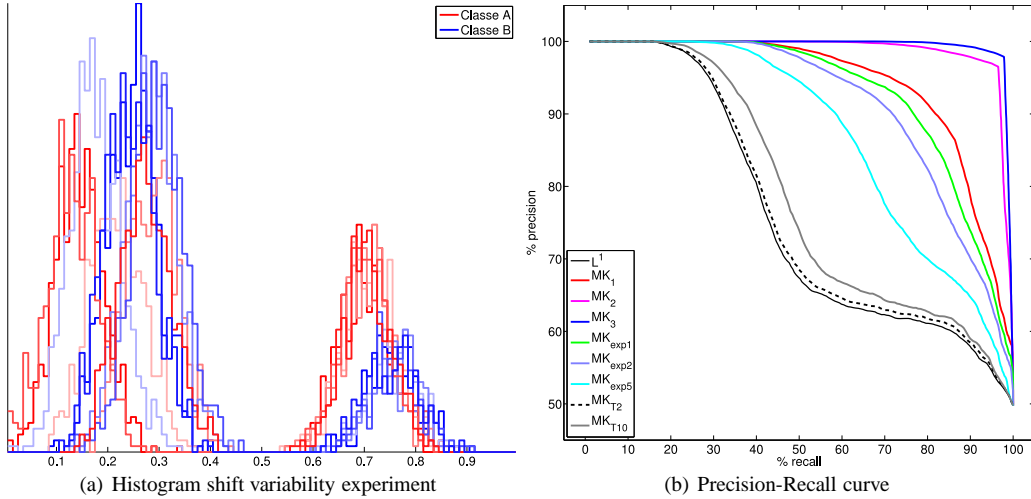 Classe A
Classe B
0.1 0.2 0.3 0.4 0.5 0.6 0.7 0.8 0.9
(a) Histogram shift variability experiment
% precision
100
90
80
70
60
50
L¹
MK₁
MK₂
MK₃
MKexp1
MKexp2
MKexp5
MKT2
MKT10
0 10 20 30 40 50 60 70 80 90 100
% recall
(b) Precision-Recall curve